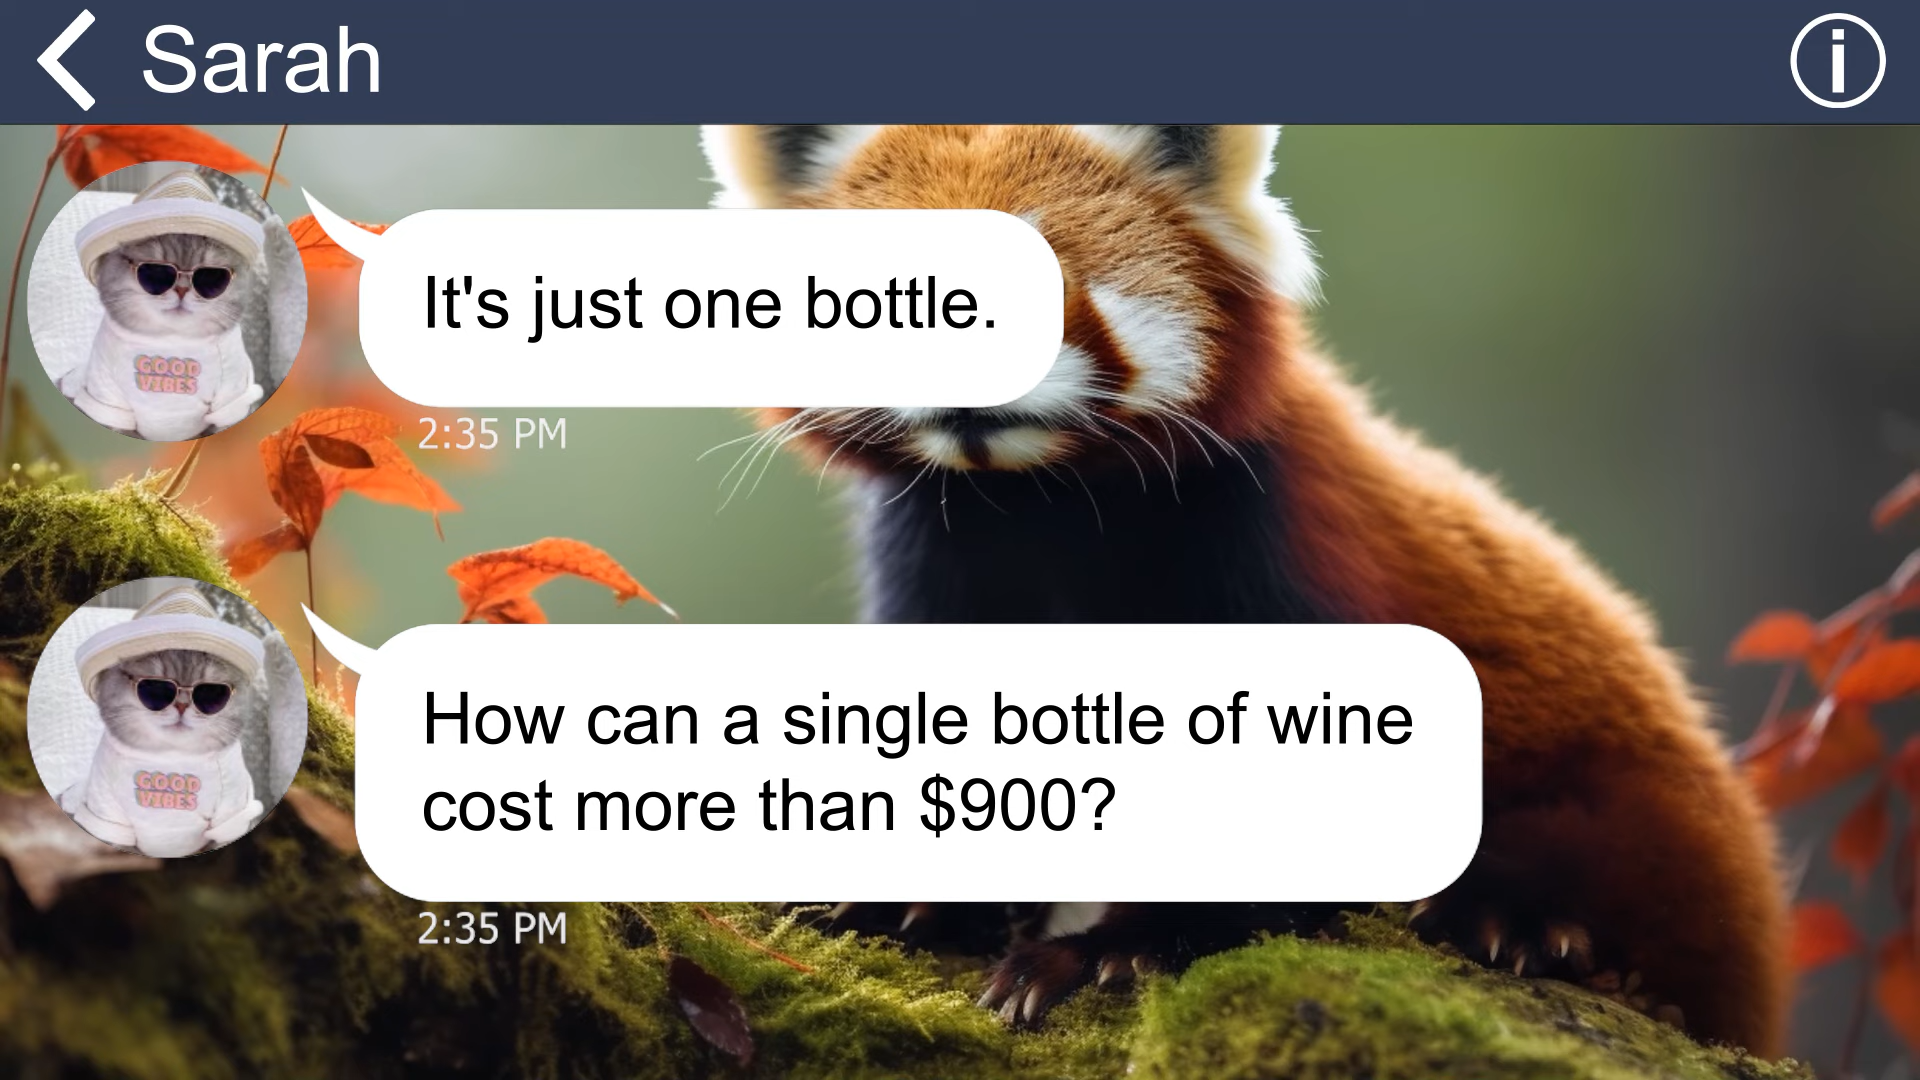 Sarah
GOOD
VIBES
It's just one bottle.
2:35 PM
GOOD
VIBES
How can a single bottle of wine
cost more than $900?
2:35 PM